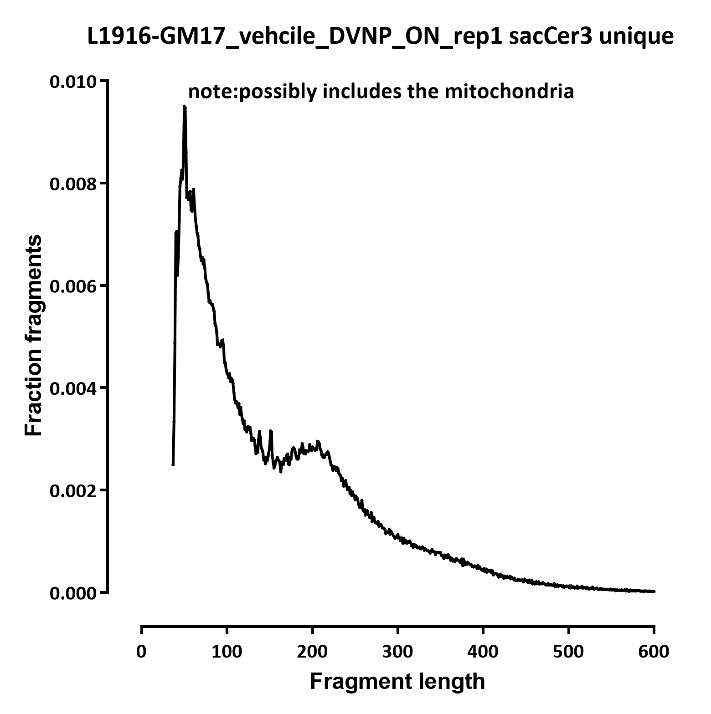 L1916-GM17_vehcile_DVNP_ON_rep1 sacCer3 unique
note:possibly includes the mitochondria
0.010
0.008
0.006
0.004
0.002
0.000
Fraction fragments
0 100 200 300 400 500 600
Fragment length